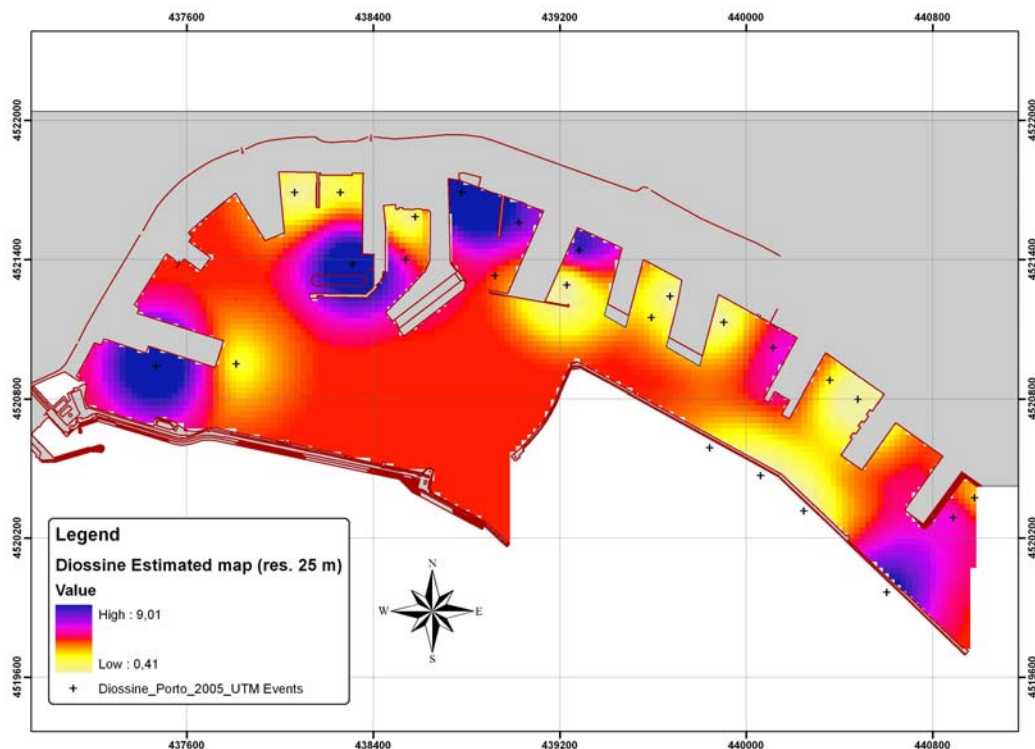 437600 438400 439200 440000 440800
4522000 4522000
4521400 4521400
4520800 4520800
4520200 4520200
4519600 4519600
Legend
Diossine Estimated map (res. 25 m)
Value
High : 9,01
Low : 0,41
Diossine_Porto_2005_UTM Events
N
W E
S
437600 438400 439200 440000 440800